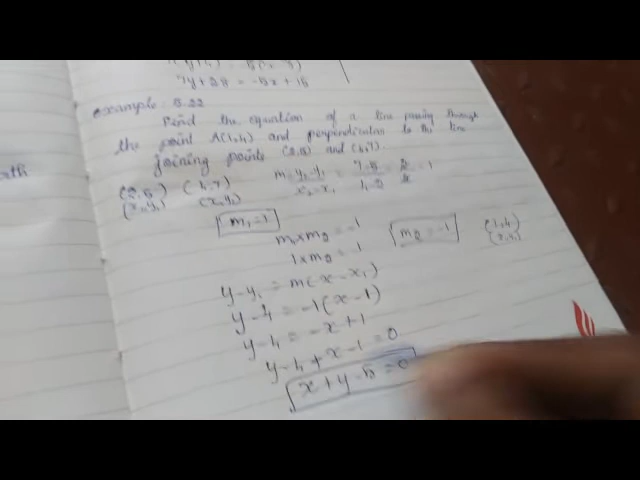 7y+28 = -5x+15
example: 5.22
Find the equation of a line passing through
the point A(1,4) and perpendicular to the line
joining points (2,5) and (4,7).
(2,5) (4,7) m = y₂-y₁/x₂-x₁ = 7-5/4-2 = 2/2 = 1
(x₁,y₁) (x₂,y₂)
m₁=1
m₁×m₂ = -1
1×m₂ = -1 m₂ = -1 (1,4)
(x₁,y₁)
y-y₁ = m(x-x₁)
y-4 = -1(x-1)
y-4 = -x+1
y-4+x-1=0
x+y-5=0